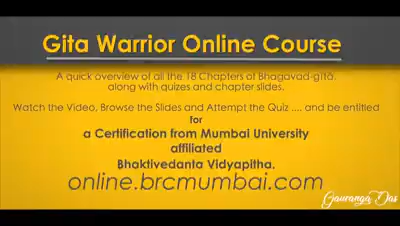 Gita Warrior Online Course
A quick overview of all the 18 Chapters of Bhagavad-gita.
along with quizes and chapter slides.
Watch the Video, Browse the Slides and Attempt the Quiz .... and be entitled
for
a Certification from Mumbai University
affiliated
Bhaktivedanta Vidyapitha.
online.brcmumbai.com
Gauranga Das